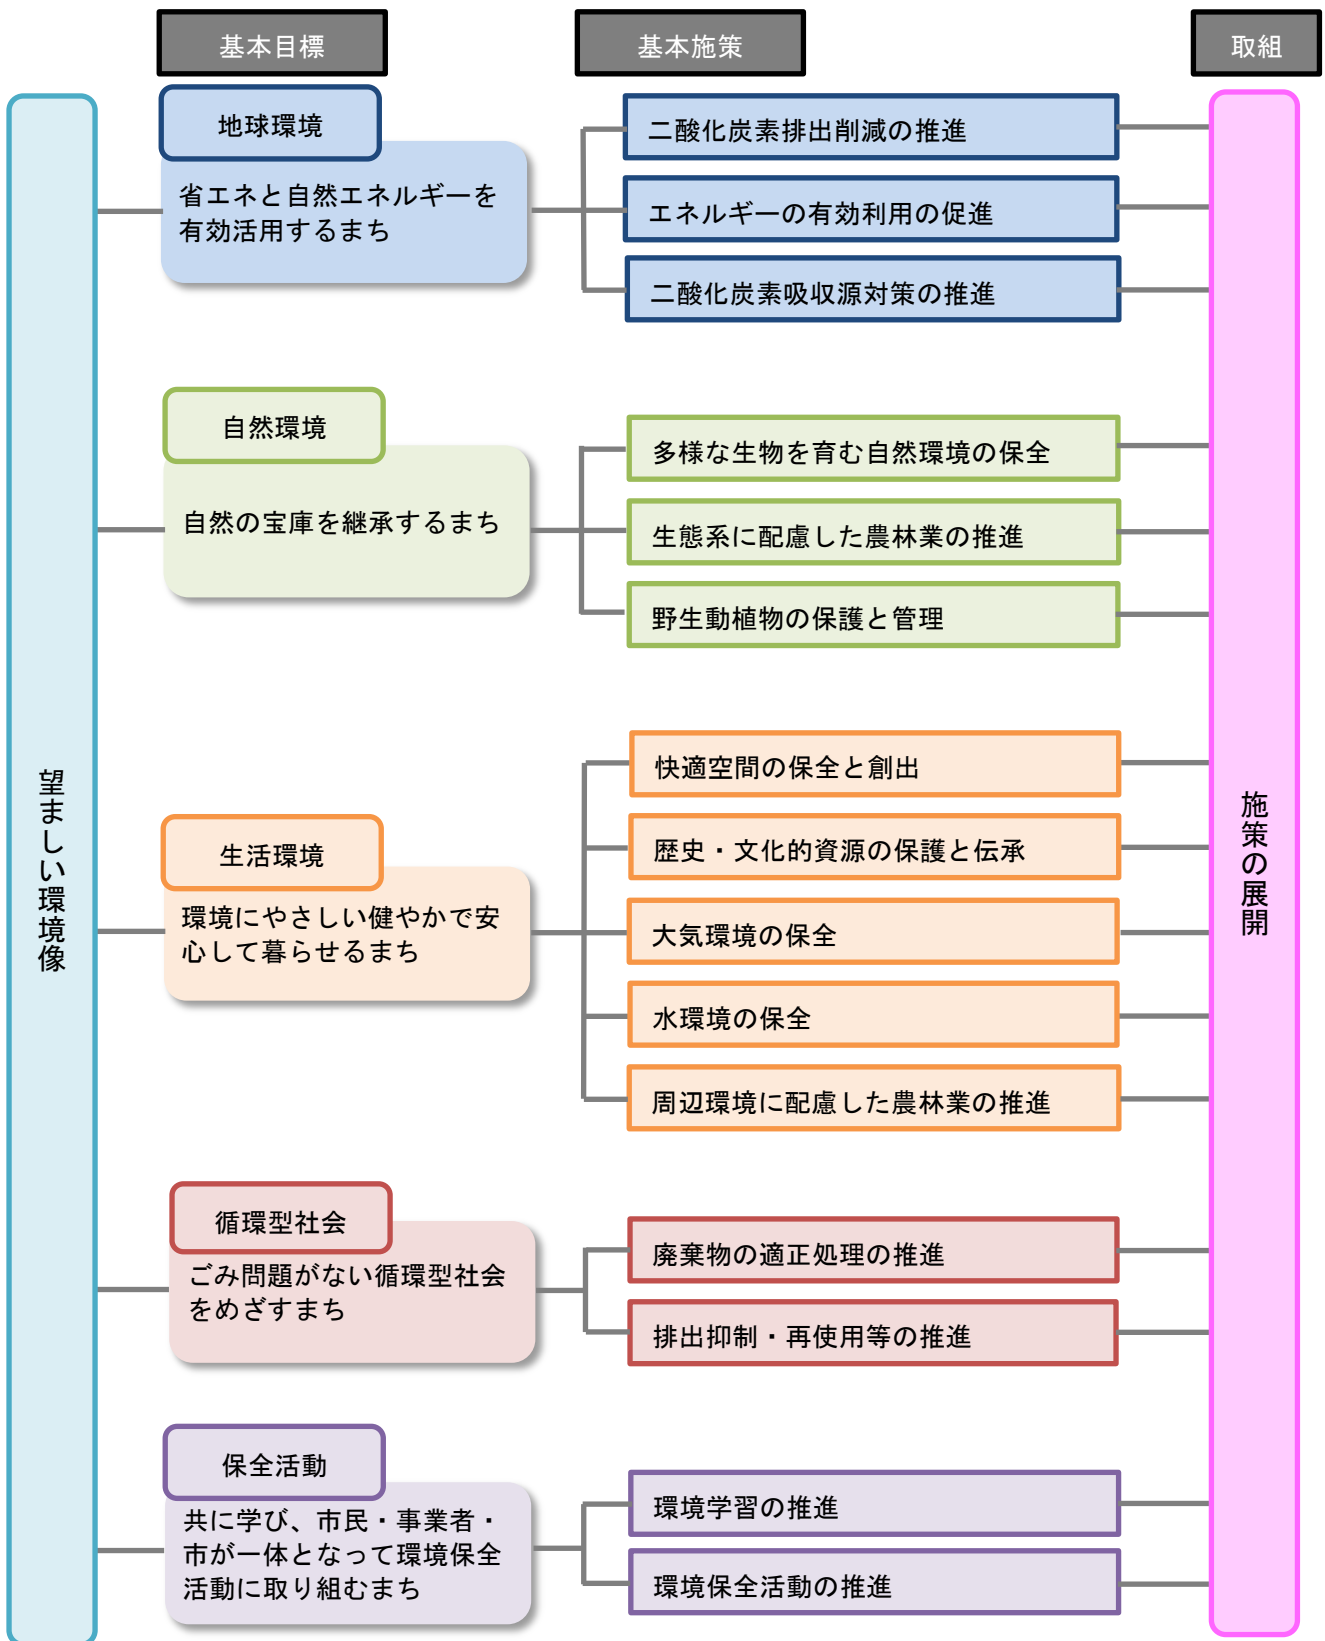 基本目標
基本施策
取組
望ましい環境像
地球環境
省エネと自然エネルギーを
有効活用するまち
二酸化炭素排出削減の推進
エネルギーの有効利用の促進
二酸化炭素吸収源対策の推進
自然環境
自然の宝庫を継承するまち
多様な生物を育む自然環境の保全
生態系に配慮した農林業の推進
野生動植物の保護と管理
生活環境
環境にやさしい健やかで安
心して暮らせるまち
快適空間の保全と創出
歴史・文化的資源の保護と伝承
大気環境の保全
水環境の保全
周辺環境に配慮した農林業の推進
循環型社会
ごみ問題がない循環型社会
をめざすまち
廃棄物の適正処理の推進
排出抑制・再使用等の推進
保全活動
共に学び、市民・事業者・
市が一体となって環境保全
活動に取り組むまち
環境学習の推進
環境保全活動の推進
施策の展開